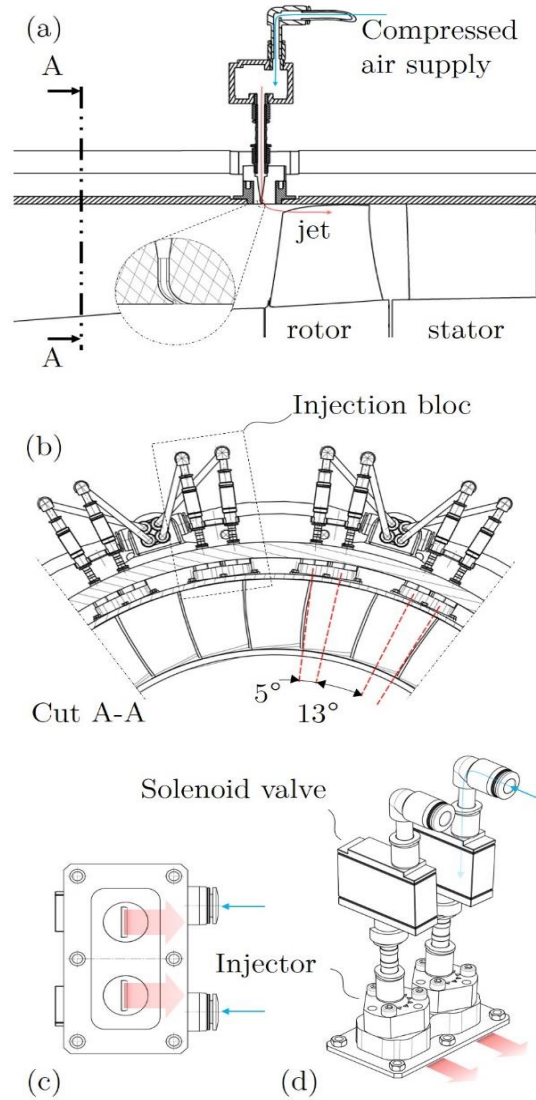 (a)
A
Compressed
air supply
jet
A
rotor
stator
Injection bloc
(b)
5°
13°
Cut A-A
Solenoid valve
Injector
(c)
(d)